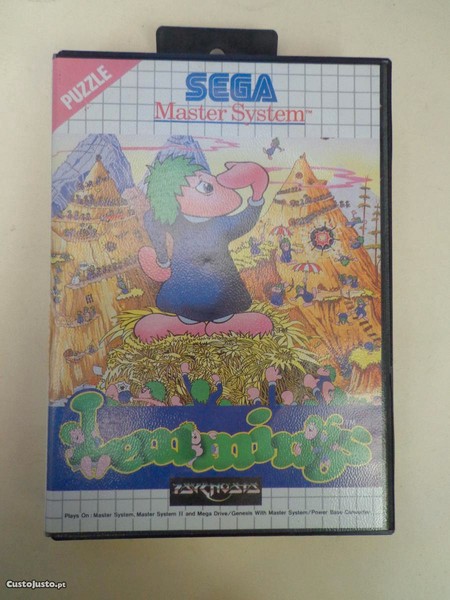 PUZZLE
SEGA
Master System™
Lemmings
PSYGNOSIS
Plays On : Master System, Master System II and Mega Drive/Genesis With Master System/Power Base Converter
CustoJusto.pt